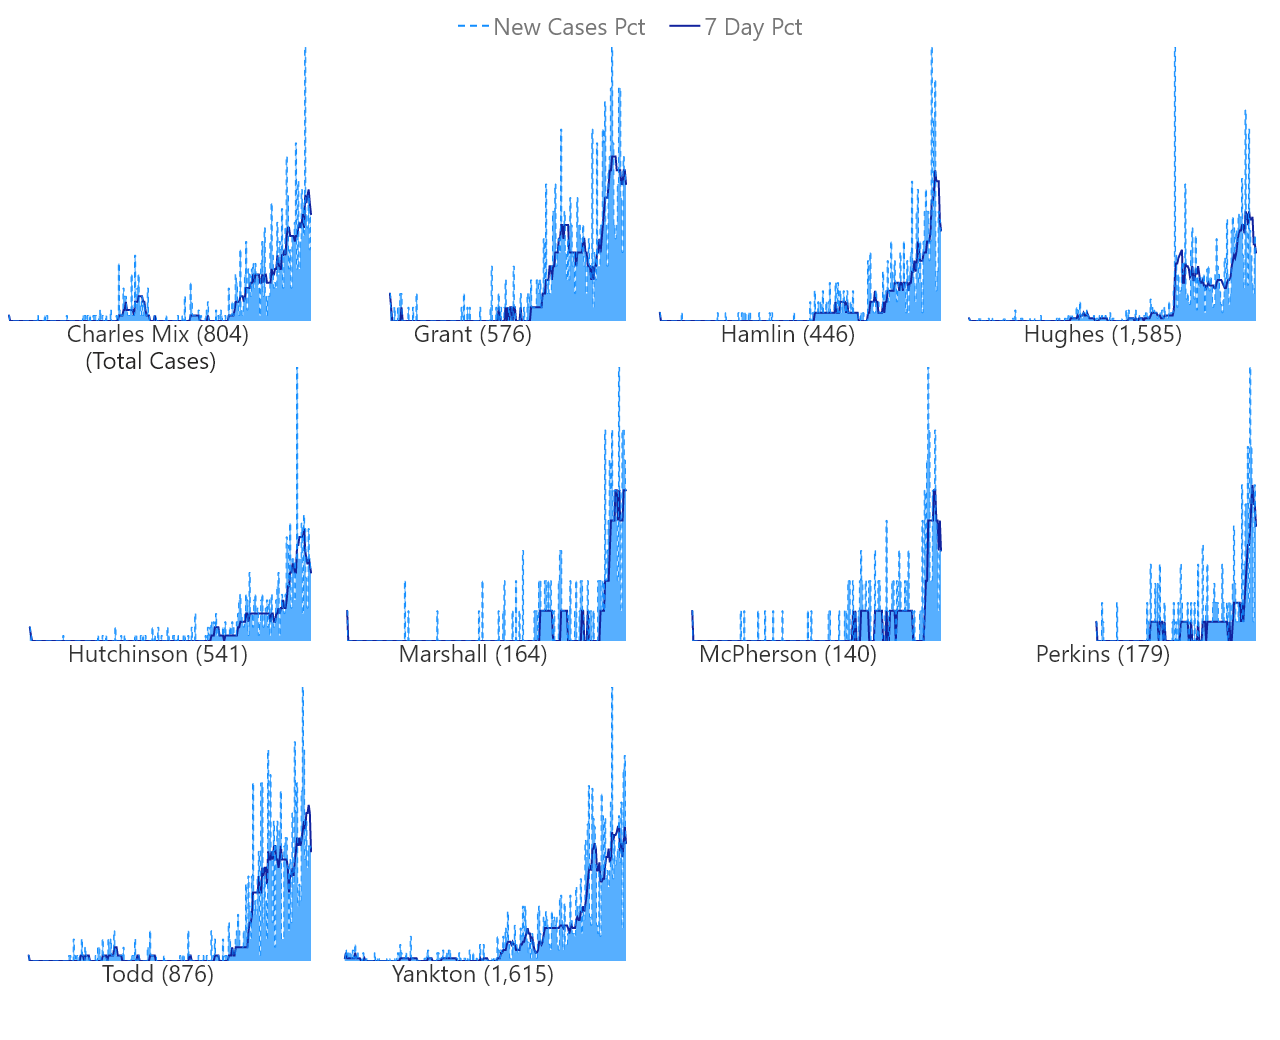 New Cases Pct 7 Day Pct
Charles Mix (804)
(Total Cases)
Grant (576)
Hamlin (446)
Hughes (1,585)
Hutchinson (541)
Marshall (164)
McPherson (140)
Perkins (179)
Todd (876)
Yankton (1,615)